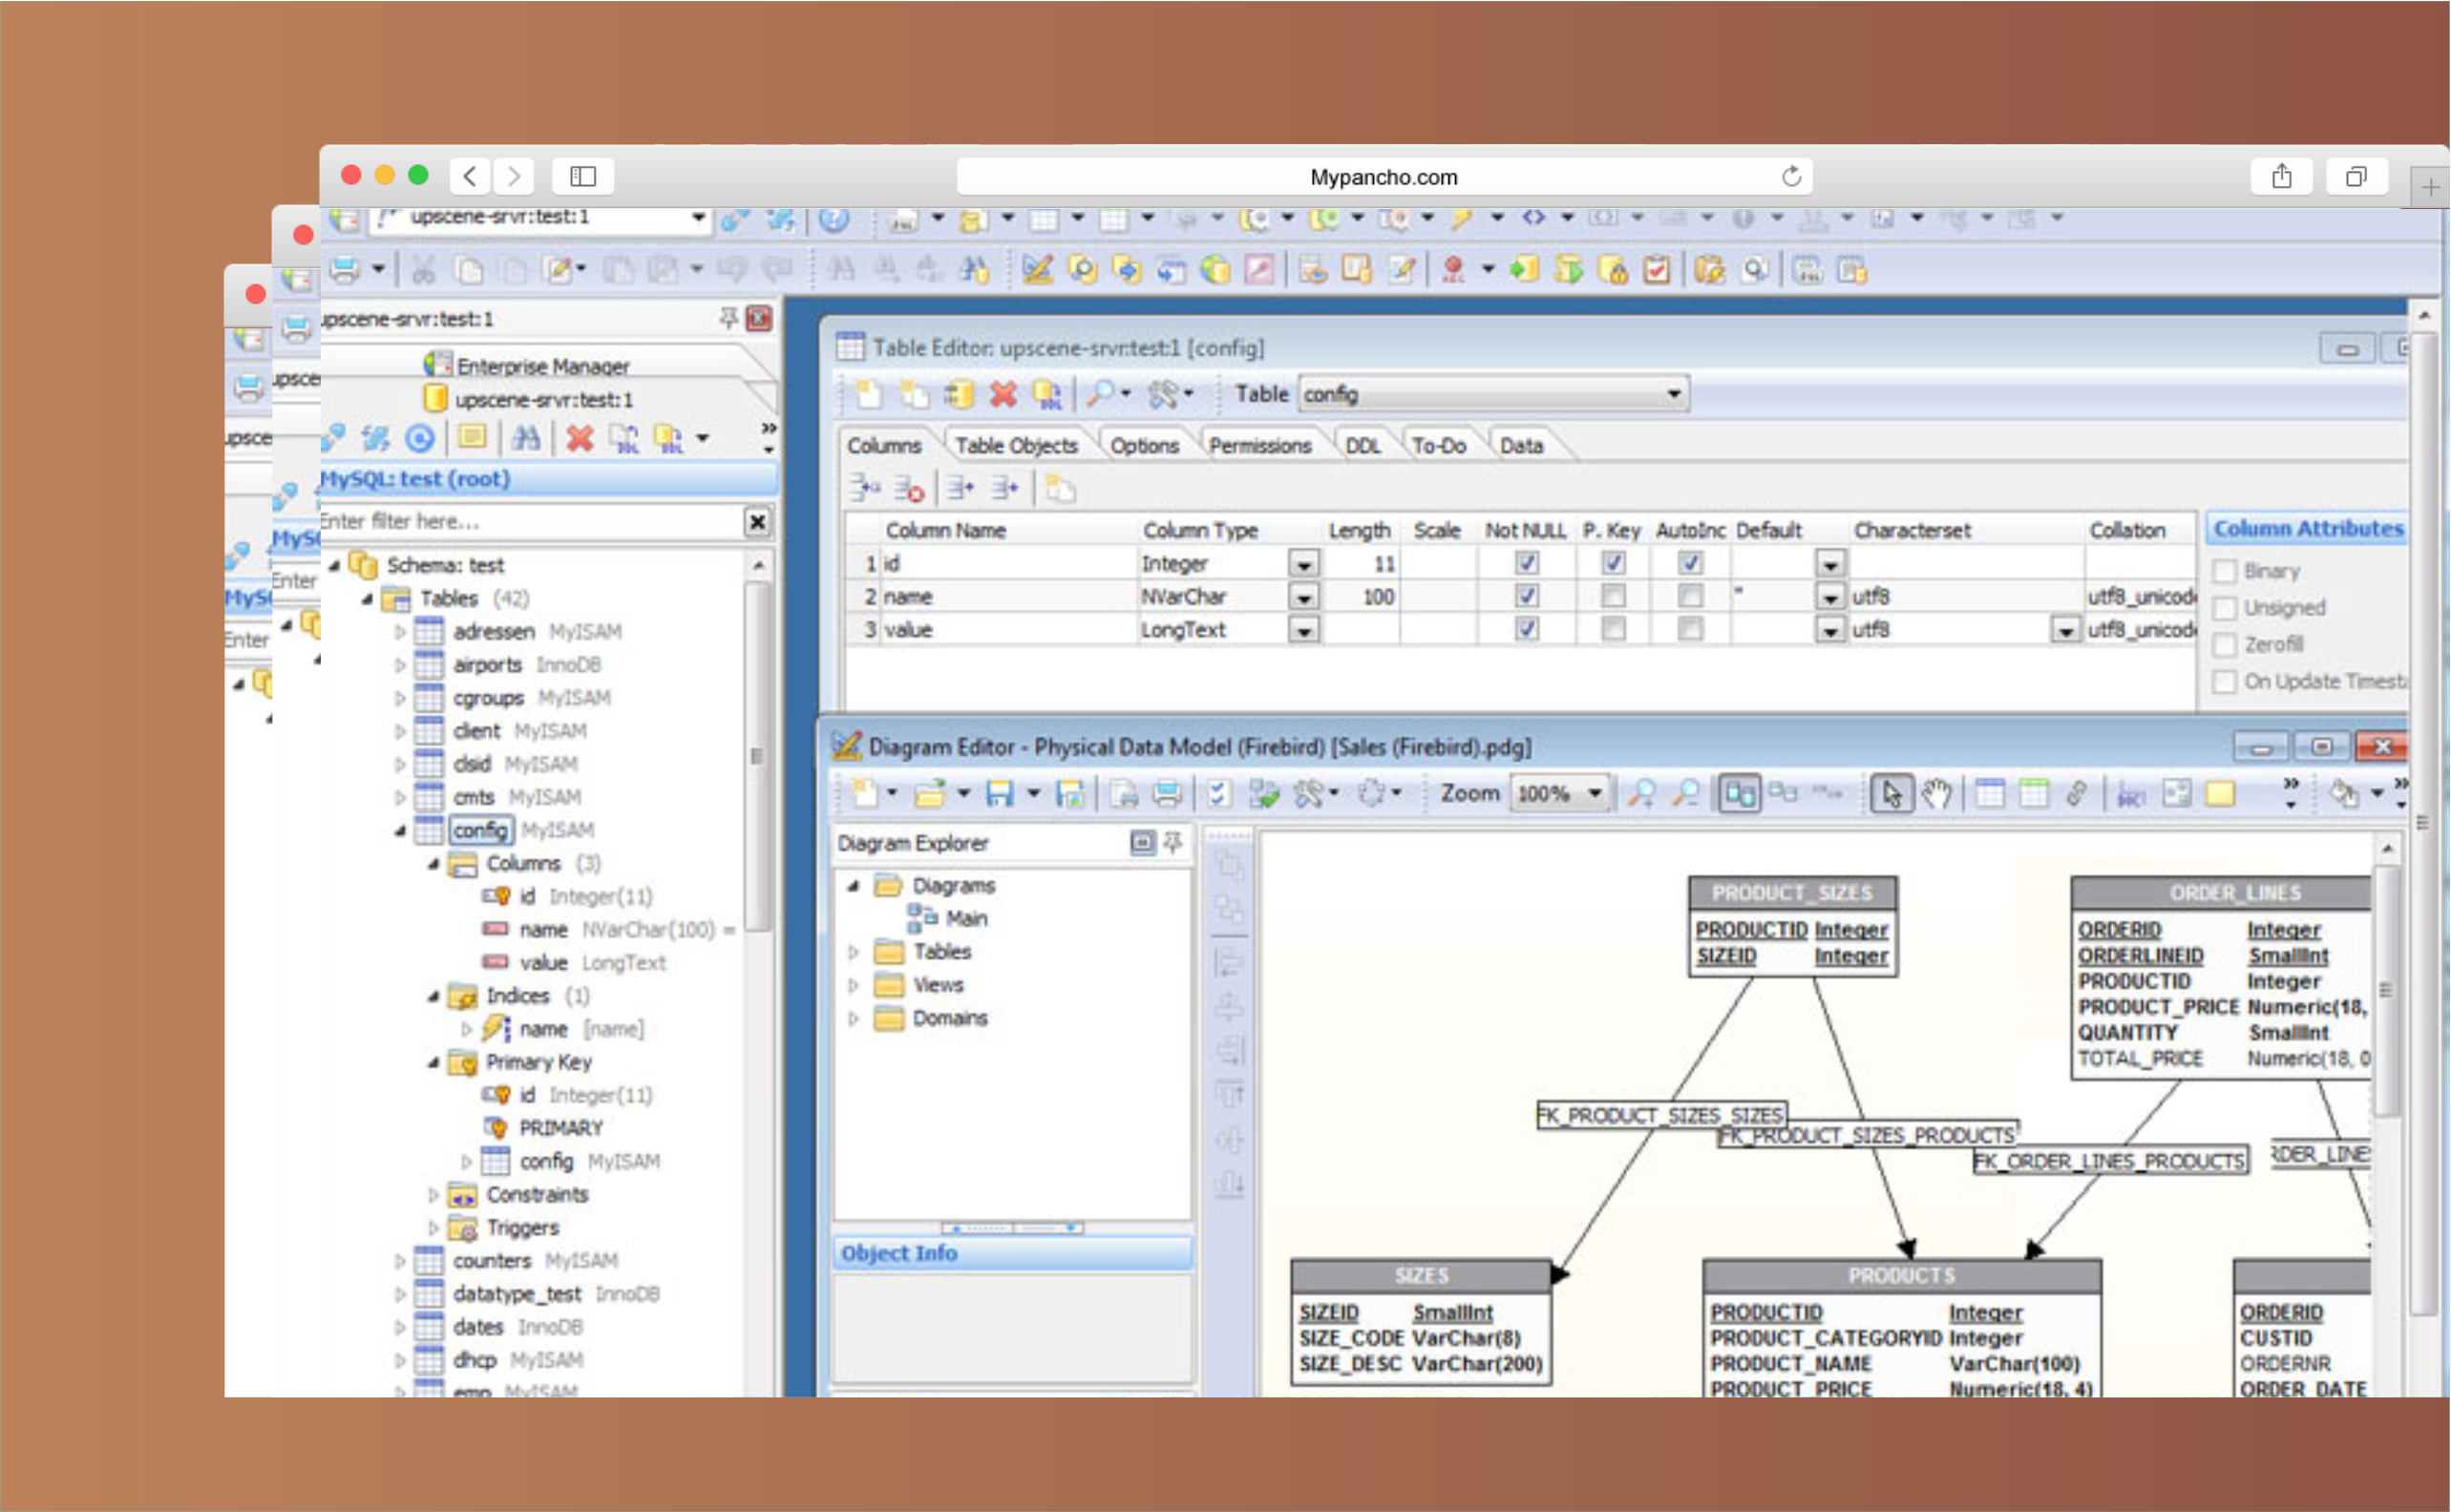 Mypancho.com
upscene-srvr:test:1
upscene-srvr:test:1
Enterprise Manager
upscene-srvr:test:1
MySQL: test (root)
Enter filter here...
Schema: test
Tables (42)
adressen MyISAM
airports InnoDB
cgroups MyISAM
client MyISAM
clsid MyISAM
cmts MyISAM
config MyISAM
Columns (3)
id Integer(11)
name NVarChar(100) =
value LongText
Indices (1)
name [name]
Primary Key
id Integer(11)
PRIMARY
config MyISAM
Constraints
Triggers
counters MyISAM
datatype_test InnoDB
dates InnoDB
dhcp MyISAM
emp MyISAM
upsce
MyS
Enter
upsce
MyS
Enter
Table Editor: upscene-srvr:test:1 [config]
Table config
Columns Table Objects Options Permissions DDL To-Do Data
Column Name Column Type Length Scale Not NULL P. Key AutoInc Default Characterset Collation
1 id Integer 11
2 name NVarChar 100 '' utf8 utf8_unicod
3 value LongText utf8 utf8_unicod
Column Attributes
Binary
Unsigned
Zerofill
On Update Timest
Diagram Editor - Physical Data Model (Firebird) [Sales (Firebird).pdg]
Zoom 100%
Diagram Explorer
Diagrams
Main
Tables
Views
Domains
Object Info
PRODUCT_SIZES
PRODUCTID Integer
SIZEID Integer
ORDER_LINES
ORDERID Integer
ORDERLINEID SmallInt
PRODUCTID Integer
PRODUCT_PRICE Numeric(18,
QUANTITY SmallInt
TOTAL_PRICE Numeric(18, 0
FK_PRODUCT_SIZES_SIZES
FK_PRODUCT_SIZES_PRODUCTS
FK_ORDER_LINES_PRODUCTS
RDER_LINE
SIZES
SIZEID SmallInt
SIZE_CODE VarChar(8)
SIZE_DESC VarChar(200)
PRODUCTS
PRODUCTID Integer
PRODUCT_CATEGORYID Integer
PRODUCT_NAME VarChar(100)
PRODUCT_PRICE Numeric(18, 4)
ORDERID
CUSTID
ORDERNR
ORDER_DATE